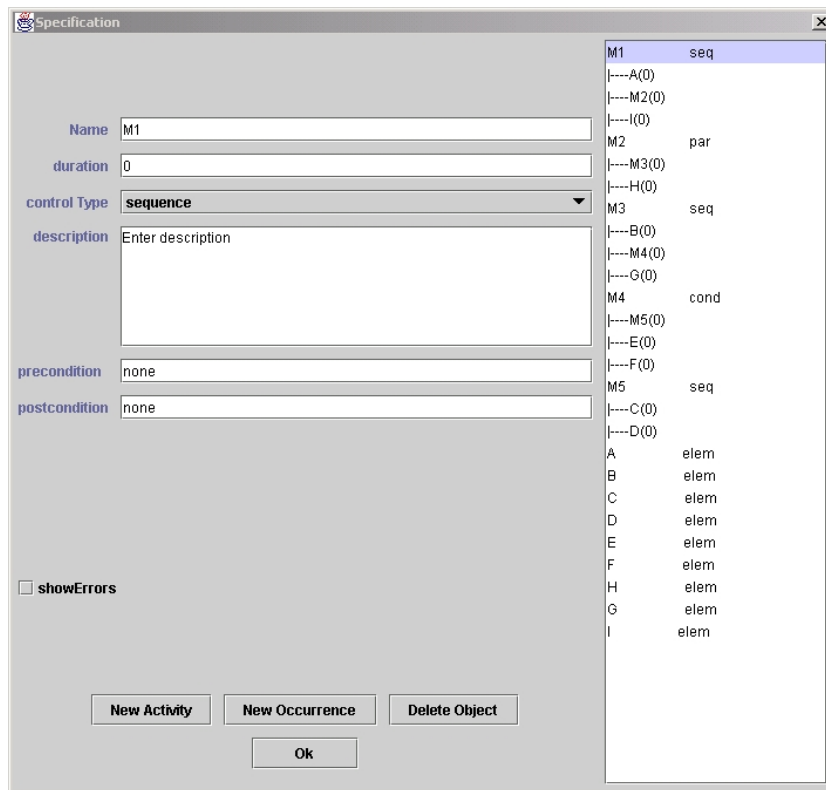 Specification
Name M1
duration 0
control Type sequence
description Enter description
precondition none
postcondition none
showErrors
New Activity New Occurrence Delete Object
Ok
M1 seq
|----A(0)
|----M2(0)
|----I(0)
M2 par
|----M3(0)
|----H(0)
M3 seq
|----B(0)
|----M4(0)
|----G(0)
M4 cond
|----M5(0)
|----E(0)
|----F(0)
M5 seq
|----C(0)
|----D(0)
A elem
B elem
C elem
D elem
E elem
F elem
H elem
G elem
I elem